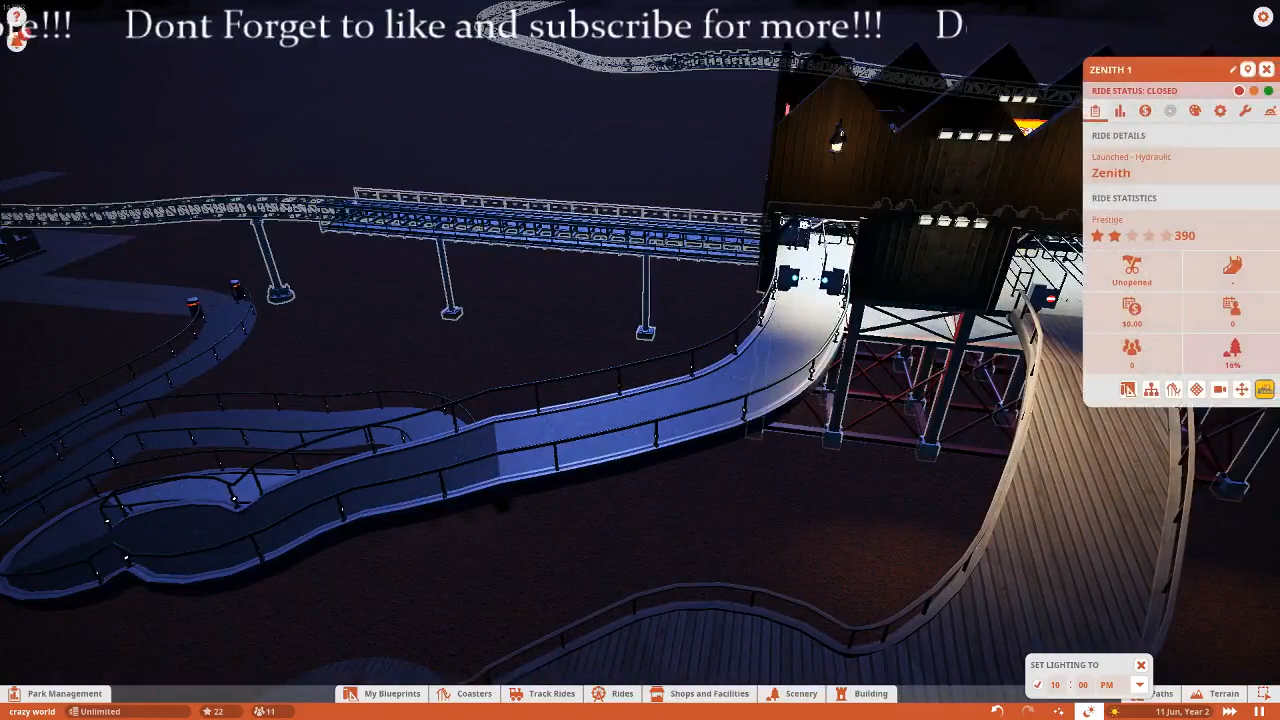 re!!!     Dont Forget to like and subscribe for more!!!     D
ZENITH 1
RIDE STATUS: CLOSED
RIDE DETAILS
Launched - Hydraulic
Zenith
RIDE STATISTICS
Prestige
390
Unopened
-
$0.00
0
0
16%
SET LIGHTING TO
10 : 00 PM
Park Management
My Blueprints
Coasters
Track Rides
Rides
Shops and Facilities
Scenery
Building
Paths
Terrain
crazy world
Unlimited
22
11
11 Jun, Year 2